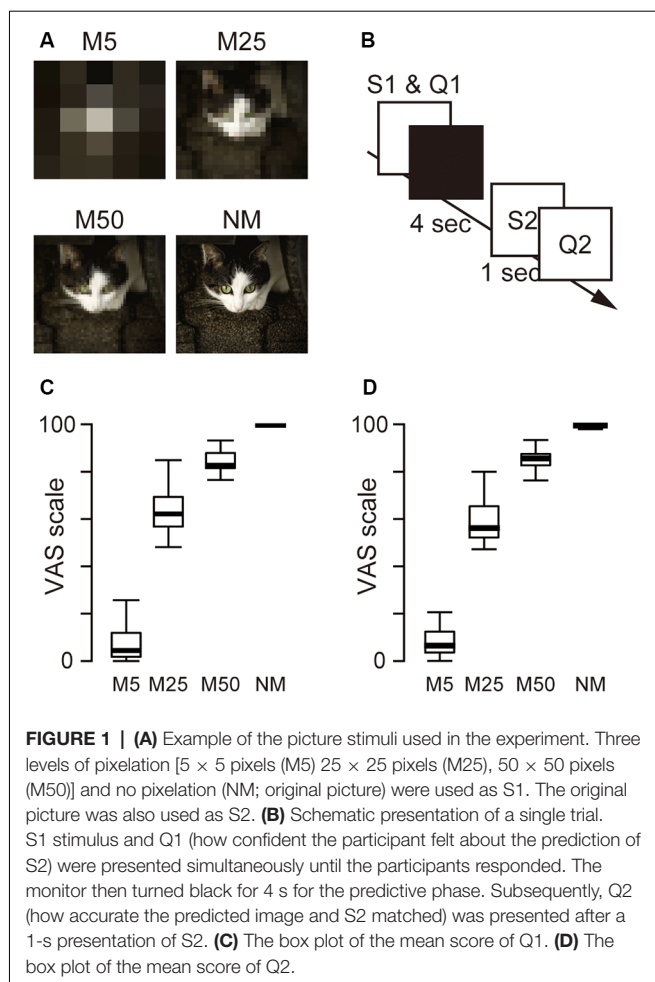 A
M5
M25
M50
NM
B
S1 & Q1
4 sec
S2
1 sec
Q2
C
100
VAS scale
0
M5 M25 M50 NM
D
100
VAS scale
0
M5 M25 M50 NM
FIGURE 1 | (A) Example of the picture stimuli used in the experiment. Three
levels of pixelation [5 × 5 pixels (M5) 25 × 25 pixels (M25), 50 × 50 pixels
(M50)] and no pixelation (NM; original picture) were used as S1. The original
picture was also used as S2. (B) Schematic presentation of a single trial.
S1 stimulus and Q1 (how confident the participant felt about the prediction of
S2) were presented simultaneously until the participants responded. The
monitor then turned black for 4 s for the predictive phase. Subsequently, Q2
(how accurate the predicted image and S2 matched) was presented after a
1-s presentation of S2. (C) The box plot of the mean score of Q1. (D) The
box plot of the mean score of Q2.